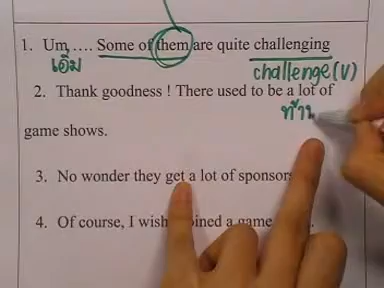 1. Um, .... Some of them are quite challenging
เอิ่ม challenge (v)
2. Thank goodness ! There used to be a lot of
ท้า
game shows.
3. No wonder they get a lot of sponsors
4. Of course, I wish a game